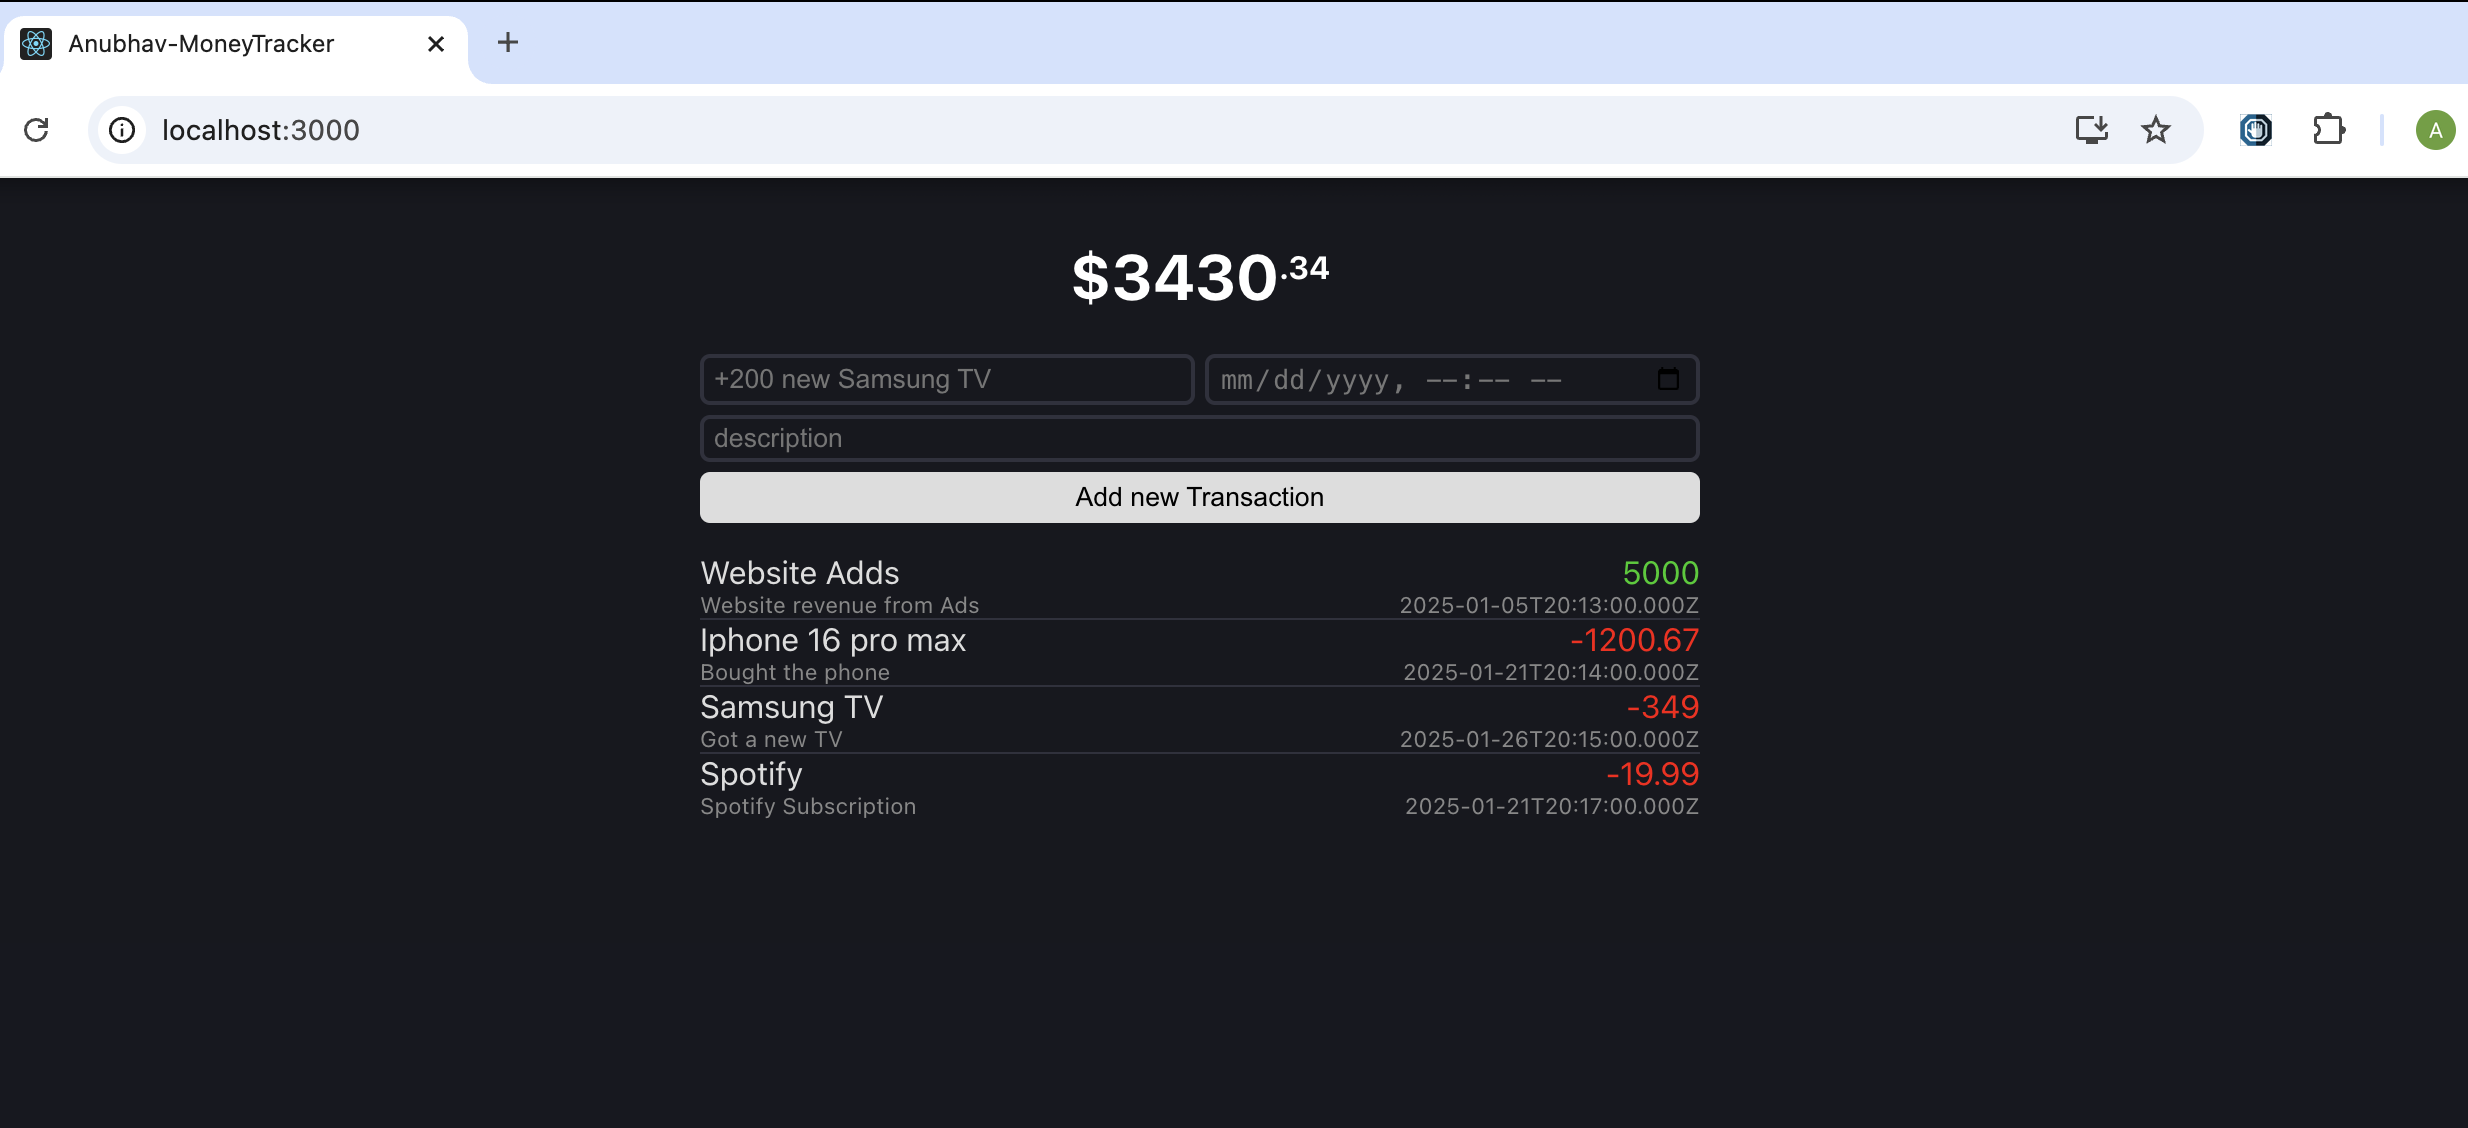 Anubhav-MoneyTracker
localhost:3000
A
$3430.34
+200 new Samsung TV
mm/dd/yyyy, --:-- --
description
Add new Transaction
Website Adds 5000
Website revenue from Ads 2025-01-05T20:13:00.000Z
Iphone 16 pro max -1200.67
Bought the phone 2025-01-21T20:14:00.000Z
Samsung TV -349
Got a new TV 2025-01-26T20:15:00.000Z
Spotify -19.99
Spotify Subscription 2025-01-21T20:17:00.000Z